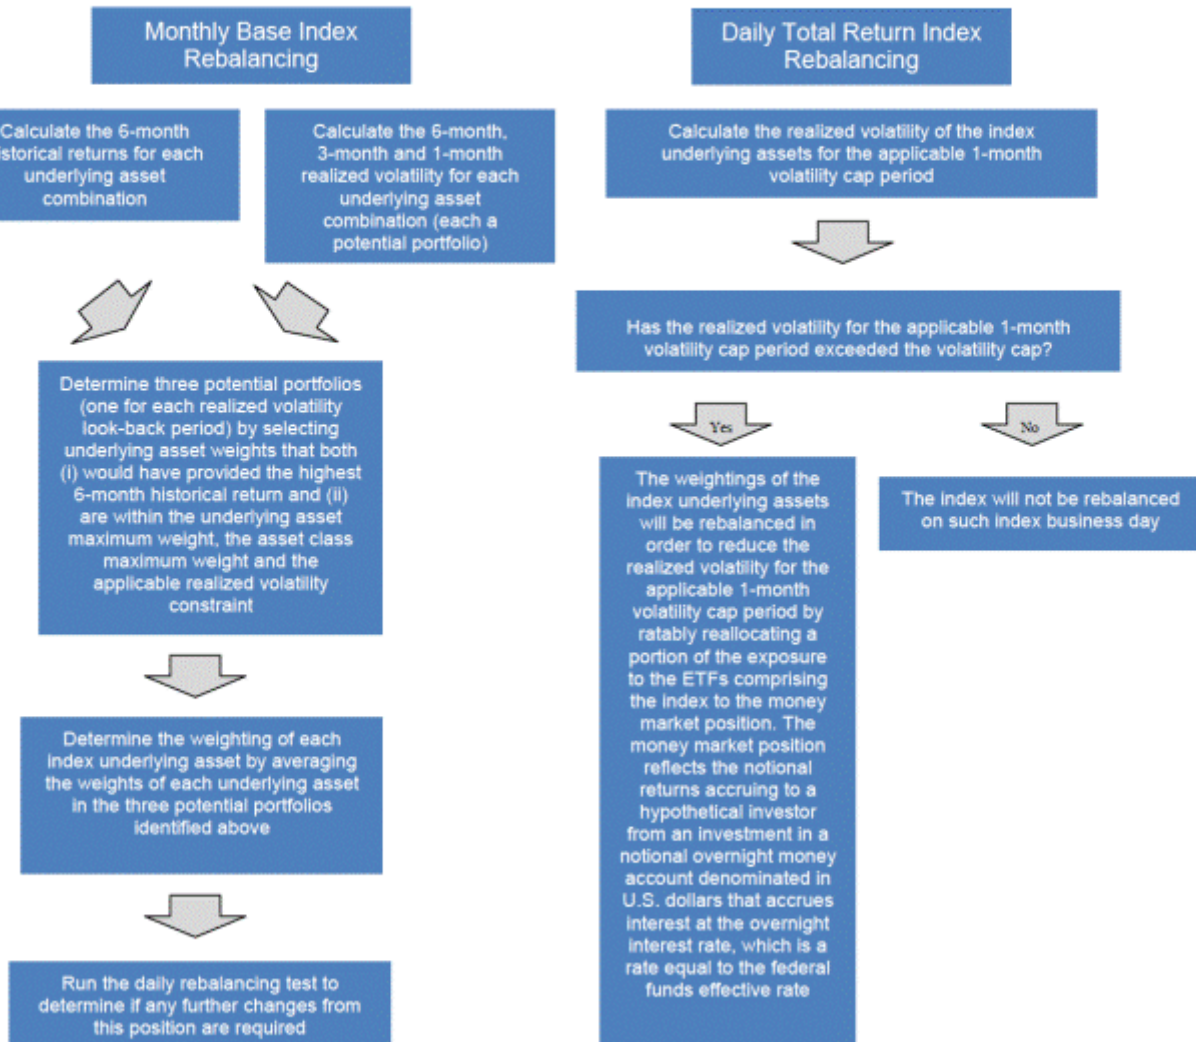 Monthly Base Index
Rebalancing
Calculate the 6-month
istorical returns for each
underlying asset
combination
Calculate the 6-month,
3-month and 1-month
realized volatility for each
underlying asset
combination (each a
potential portfolio)
Determine three potential portfolios
(one for each realized volatility
look-back period) by selecting
underlying asset weights that both
(i) would have provided the highest
6-month historical return and (ii)
are within the underlying asset
maximum weight, the asset class
maximum weight and the
applicable realized volatility
constraint
Determine the weighting of each
index underlying asset by averaging
the weights of each underlying asset
in the three potential portfolios
identified above
Run the daily rebalancing test to
determine if any further changes from
this position are required
Daily Total Return Index
Rebalancing
Calculate the realized volatility of the index
underlying assets for the applicable 1-month
volatility cap period
Has the realized volatility for the applicable 1-month
volatility cap period exceeded the volatility cap?
Yes
No
The weightings of the
index underlying assets
will be rebalanced in
order to reduce the
realized volatility for the
applicable 1-month
volatility cap period by
ratably reallocating a
portion of the exposure
to the ETFs comprising
the index to the money
market position. The
money market position
reflects the notional
returns accruing to a
hypothetical investor
from an investment in a
notional overnight money
account denominated in
U.S. dollars that accrues
interest at the overnight
interest rate, which is a
rate equal to the federal
funds effective rate
The index will not be rebalanced
on such index business day